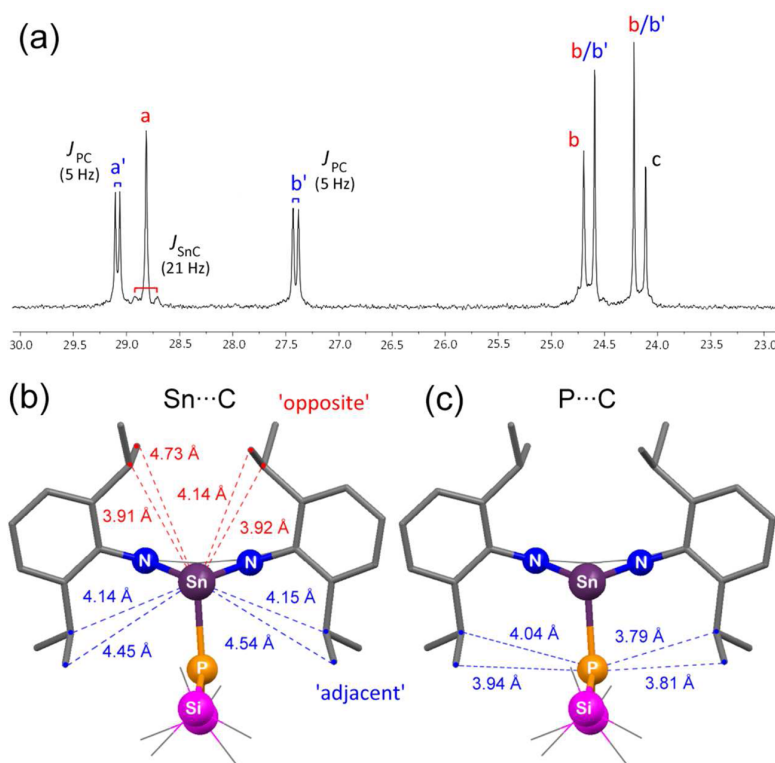 (a)
b/b'
b/b'
a
b
c
J_PC
(5 Hz)
a'
b'
J_PC
(5 Hz)
J_SnC
(21 Hz)
30.0 29.5 29.0 28.5 28.0 27.5 27.0 26.5 26.0 25.5 25.0 24.5 24.0 23.5 23.0
(b) Sn···C 'opposite'
4.73 Å
4.14 Å
3.91 Å
3.92 Å
N
N
Sn
4.14 Å
4.15 Å
4.45 Å
4.54 Å
P
'adjacent'
Si
(c) P···C
N
N
Sn
4.04 Å
3.79 Å
P
3.94 Å
3.81 Å
Si